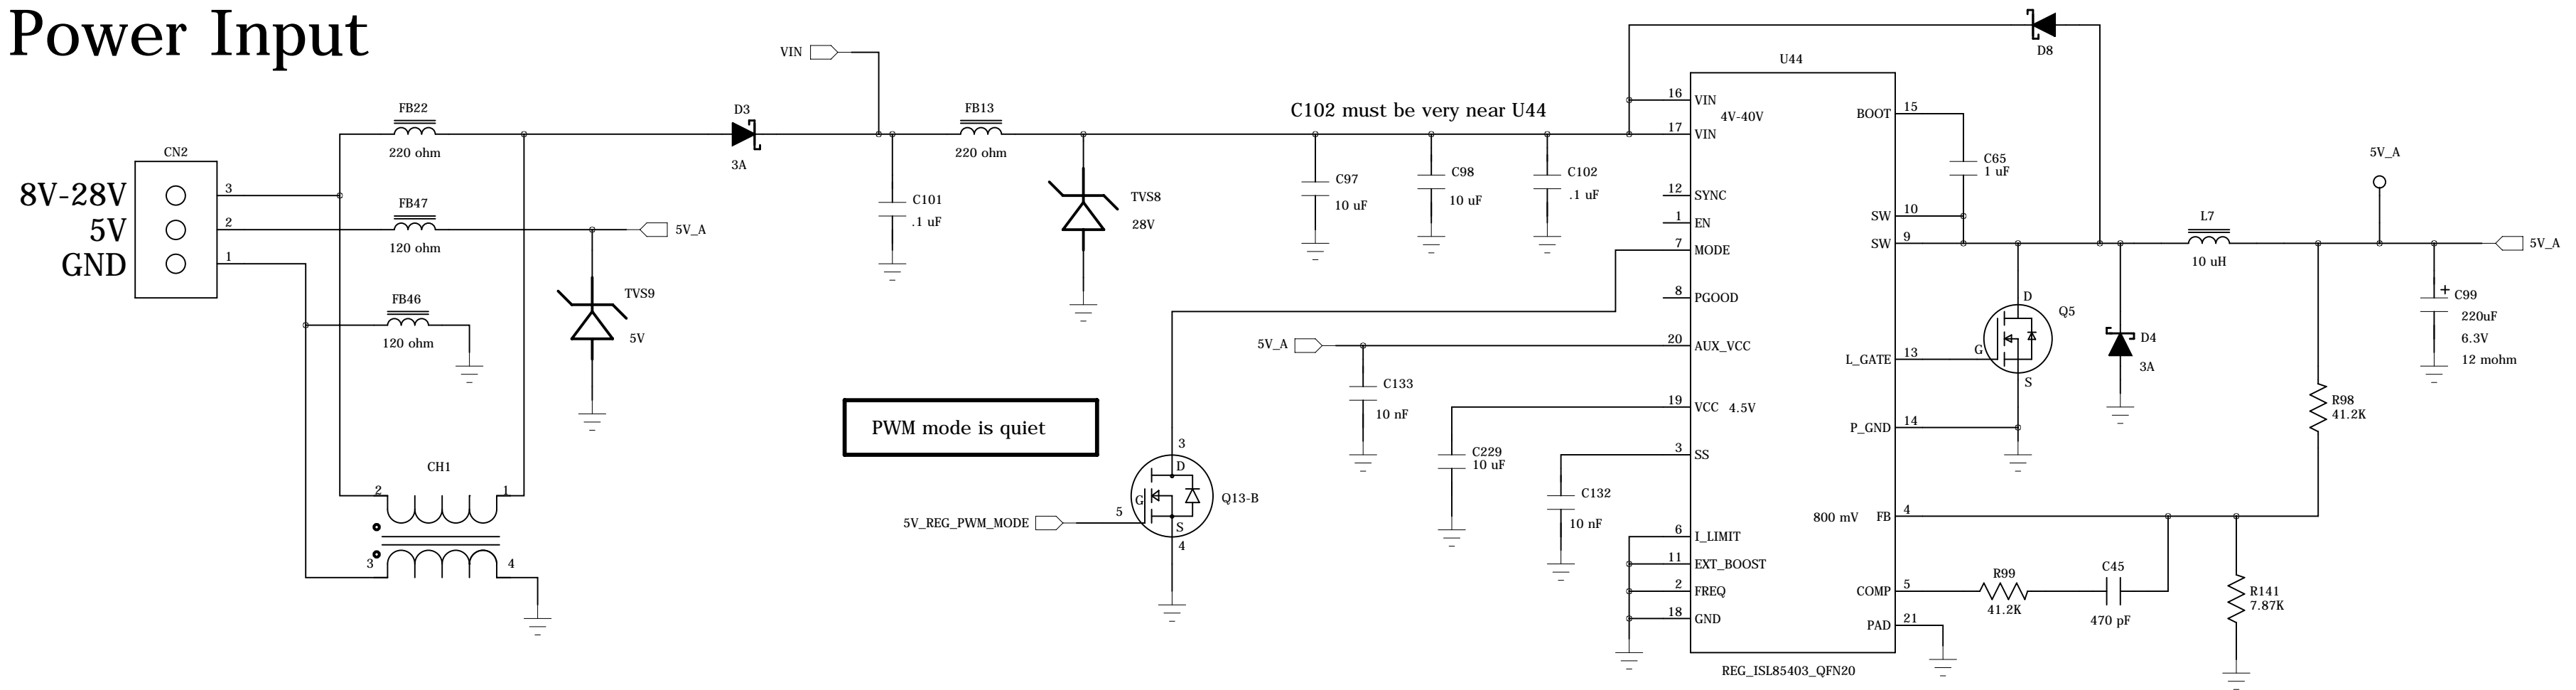 Power Input
VIN
D8
U44
FB22
D3
FB13
C102 must be very near U44
16 VIN
4V-40V
BOOT 15
17 VIN
220 ohm
3A
220 ohm
CN2
8V-28V 3
5V 2
GND 1
FB47
120 ohm
5V_A
FB46
120 ohm
TVS9
5V
C101
.1 uF
TVS8
28V
C97
10 uF
C98
10 uF
C102
.1 uF
12 SYNC
1 EN
7 MODE
8 PGOOD
5V_A
20 AUX_VCC
C133
10 nF
19 VCC 4.5V
C229
10 uF
3 SS
C132
10 nF
6 I_LIMIT
11 EXT_BOOST
2 FREQ
18 GND
REG_ISL85403_QFN20
C65
1 uF
SW 10
SW 9
L7
10 uH
5V_A
5V_A
D
G
S
Q5
L_GATE 13
P_GND 14
D4
3A
+ C99
220uF
6.3V
12 mohm
R98
41.2K
800 mV FB 4
COMP 5
R99
41.2K
C45
470 pF
R141
7.87K
PAD 21
PWM mode is quiet
3
D
G
S
Q13-B
5V_REG_PWM_MODE 5
4
CH1
2 1
3 4